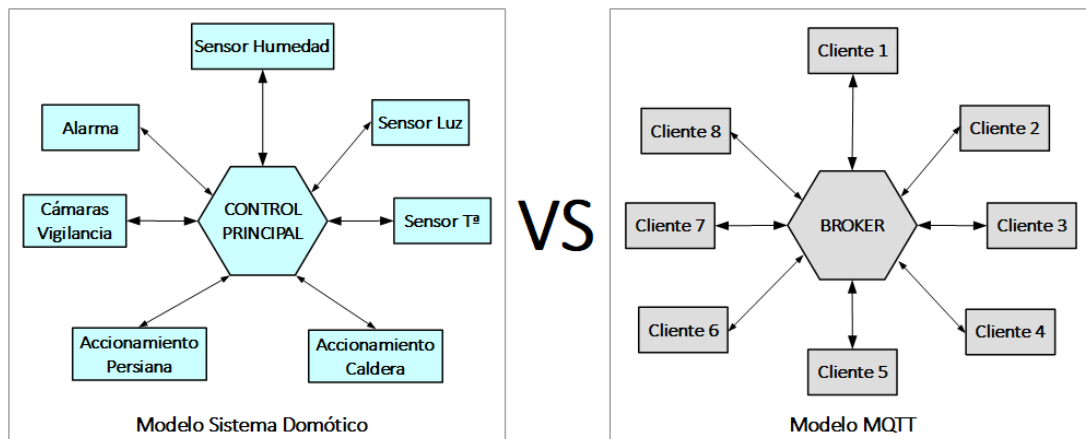 Sensor Humedad
Alarma
Sensor Luz
Cámaras
Vigilancia
CONTROL
PRINCIPAL
Sensor Tª
Accionamiento
Persiana
Accionamiento
Caldera
Modelo Sistema Domótico
VS
Cliente 1
Cliente 8
Cliente 2
Cliente 7
BROKER
Cliente 3
Cliente 6
Cliente 4
Cliente 5
Modelo MQTT